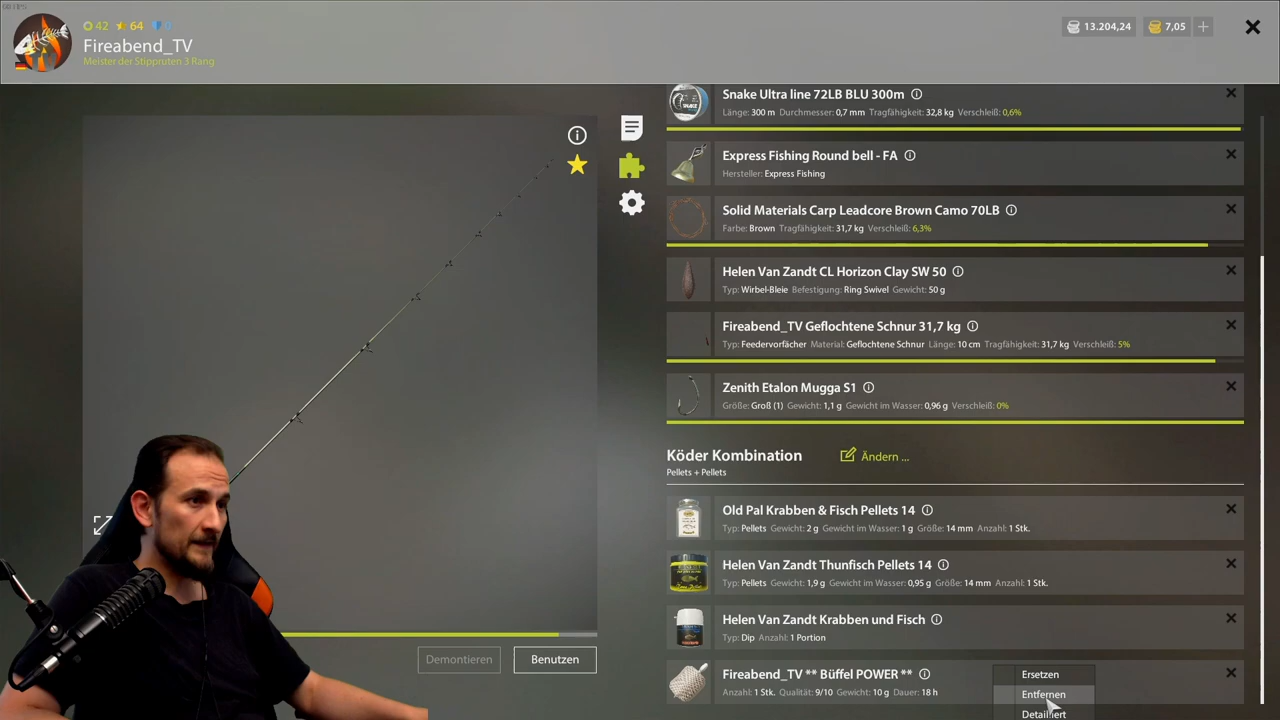 42 64
Fireabend_TV
Meister der Stippruten 3 Rang
13.204,24 7,05 +
Snake Ultra line 72LB BLU 300m
Länge: 300 m Durchmesser: 0,7 mm Tragfähigkeit: 32,8 kg Verschleiß: 0,6%
Express Fishing Round bell - FA
Hersteller: Express Fishing
Solid Materials Carp Leadcore Brown Camo 70LB
Farbe: Brown Tragfähigkeit: 31,7 kg Verschleiß: 6,3%
Helen Van Zandt CL Horizon Clay SW 50
Typ: Wirbel-Bleie Befestigung: Ring Swivel Gewicht: 50 g
Fireabend_TV Geflochtene Schnur 31,7 kg
Typ: Feedervorfächer Material: Geflochtene Schnur Länge: 10 cm Tragfähigkeit: 31,7 kg Verschleiß: 5%
Zenith Etalon Mugga S1
Größe: Groß (1) Gewicht: 1,1 g Gewicht im Wasser: 0,96 g Verschleiß: 0%
Köder Kombination Ändern ...
Pellets + Pellets
Old Pal Krabben & Fisch Pellets 14
Typ: Pellets Gewicht: 2 g Gewicht im Wasser: 1 g Größe: 14 mm Anzahl: 1 Stk.
Helen Van Zandt Thunfisch Pellets 14
Typ: Pellets Gewicht: 1,9 g Gewicht im Wasser: 0,95 g Größe: 14 mm Anzahl: 1 Stk.
Helen Van Zandt Krabben und Fisch
Typ: Dip Anzahl: 1 Portion
Fireabend_TV ** Büffel POWER **
Anzahl: 1 Stk. Qualität: 9/10 Gewicht: 10 g Dauer: 18 h
Ersetzen
Entfernen
Detailliert
Demontieren Benutzen